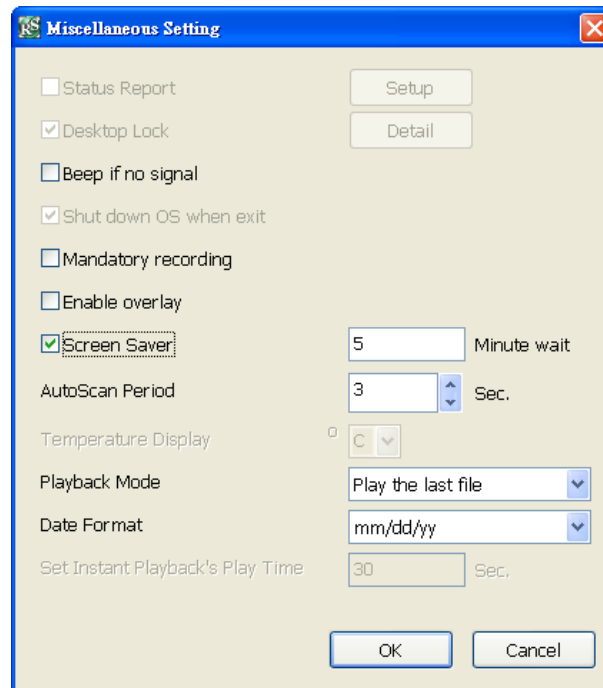 RS Miscellaneous Setting
Status Report Setup
Desktop Lock Detail
Beep if no signal
Shut down OS when exit
Mandatory recording
Enable overlay
Screen Saver 5 Minute wait
AutoScan Period 3 Sec.
Temperature Display o C
Playback Mode Play the last file
Date Format mm/dd/yy
Set Instant Playback's Play Time 30 Sec.
OK Cancel